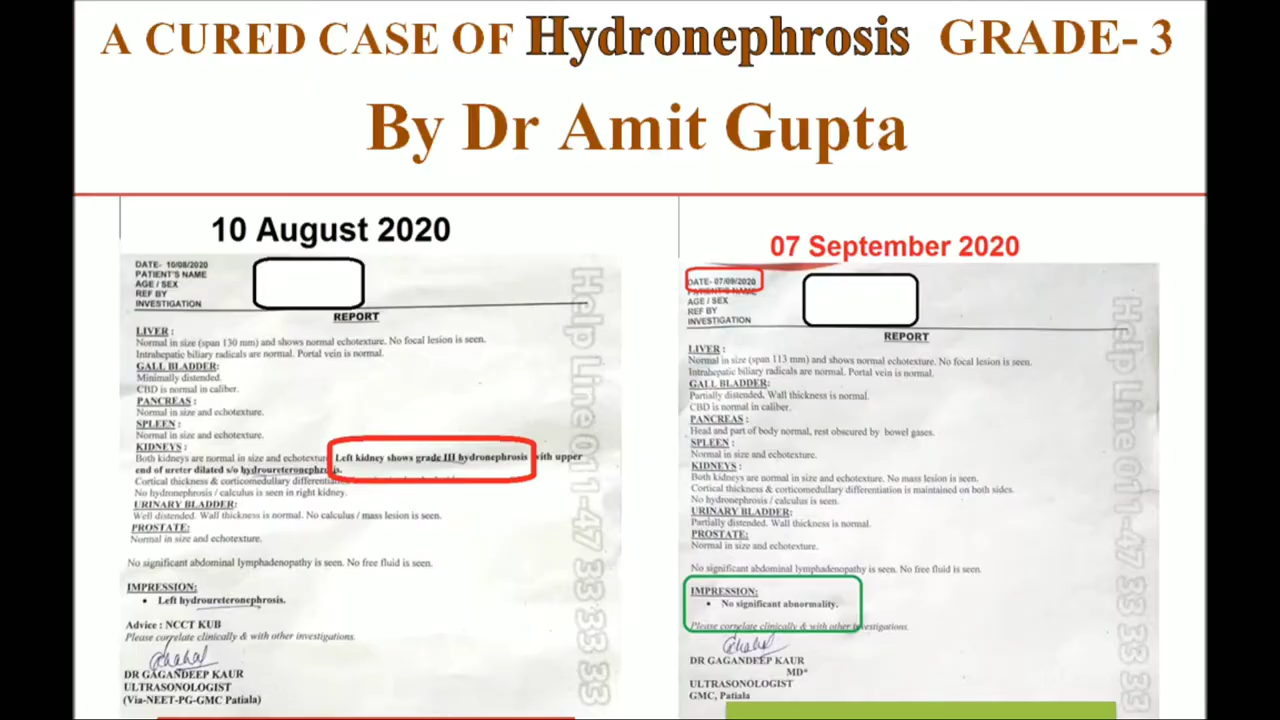 A CURED CASE OF Hydronephrosis GRADE- 3
By Dr Amit Gupta
10 August 2020
DATE- 10/08/2020
PATIENT'S NAME
AGE / SEX
REF BY
INVESTIGATION
REPORT
LIVER :
Normal in size (span 130 mm) and shows normal echotexture. No focal lesion is seen.
Intrahepatic biliary radicals are normal. Portal vein is normal.
GALL BLADDER:
Minimally distended.
CBD is normal in caliber.
PANCREAS :
Normal in size and echotexture.
SPLEEN :
Normal in size and echotexture.
KIDNEYS :
Both kidneys are normal in size and echotexture Left kidney shows grade III hydronephrosis with upper
end of ureter dilated s/o hydroureteronephrosis.
Cortical thickness & corticomedullary
No hydronephrosis / calculus is seen in right kidney.
URINARY BLADDER:
Well distended. Wall thickness is normal. No calculus / mass lesion is seen.
PROSTATE:
Normal in size and echotexture.
No significant abdominal lymphadenopathy is seen. No free fluid is seen.
IMPRESSION:
• Left hydroureteronephrosis.
Advice : NCCT KUB
Please correlate clinically & with other investigations.
DR GAGANDEEP KAUR
ULTRASONOLOGIST
(Via-NEET-PG-GMC Patiala)
Help Line 011-47 33 33 33
07 September 2020
DATE- 07/09/2020
PATIENT'S NAME
AGE / SEX
REF BY
INVESTIGATION
REPORT
LIVER :
Normal in size (span 113 mm) and shows normal echotexture. No focal lesion is seen.
Intrahepatic biliary radicals are normal. Portal vein is normal.
GALL BLADDER:
Partially distended. Wall thickness is normal.
CBD is normal in caliber.
PANCREAS :
Head and part of body normal, rest obscured by bowel gases.
SPLEEN :
Normal in size and echotexture.
KIDNEYS :
Both kidneys are normal in size and echotexture. No mass lesion is seen.
Cortical thickness & corticomedullary differentiation is maintained on both sides.
No hydronephrosis / calculus is seen.
URINARY BLADDER:
Partially distended. Wall thickness is normal.
PROSTATE:
Normal in size and echotexture.
No significant abdominal lymphadenopathy is seen. No free fluid is seen.
IMPRESSION:
• No significant abnormality.
Please correlate clinically & with other investigations.
DR GAGANDEEP KAUR
MD*
ULTRASONOLOGIST
GMC, Patiala
Help Line 011-47 33 33 33